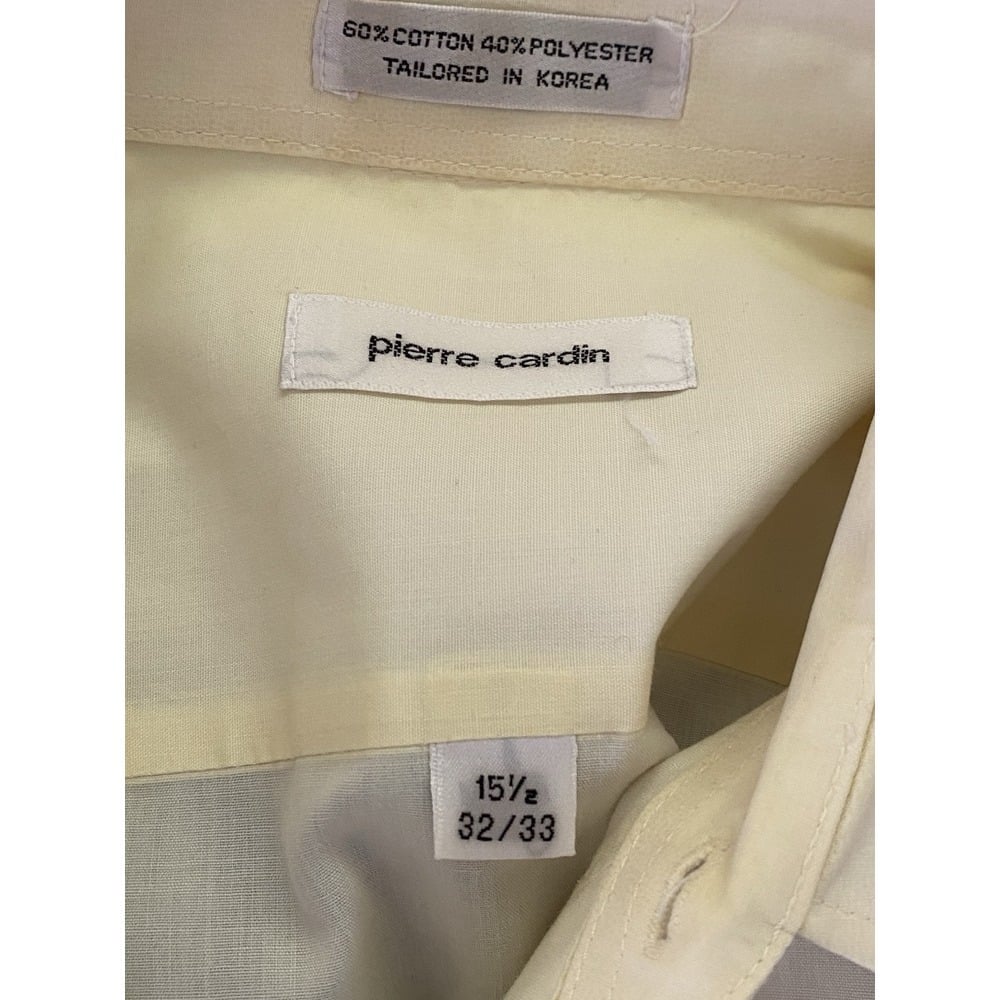 60% COTTON 40% POLYESTER
TAILORED IN KOREA
pierre cardin
15½
32/33